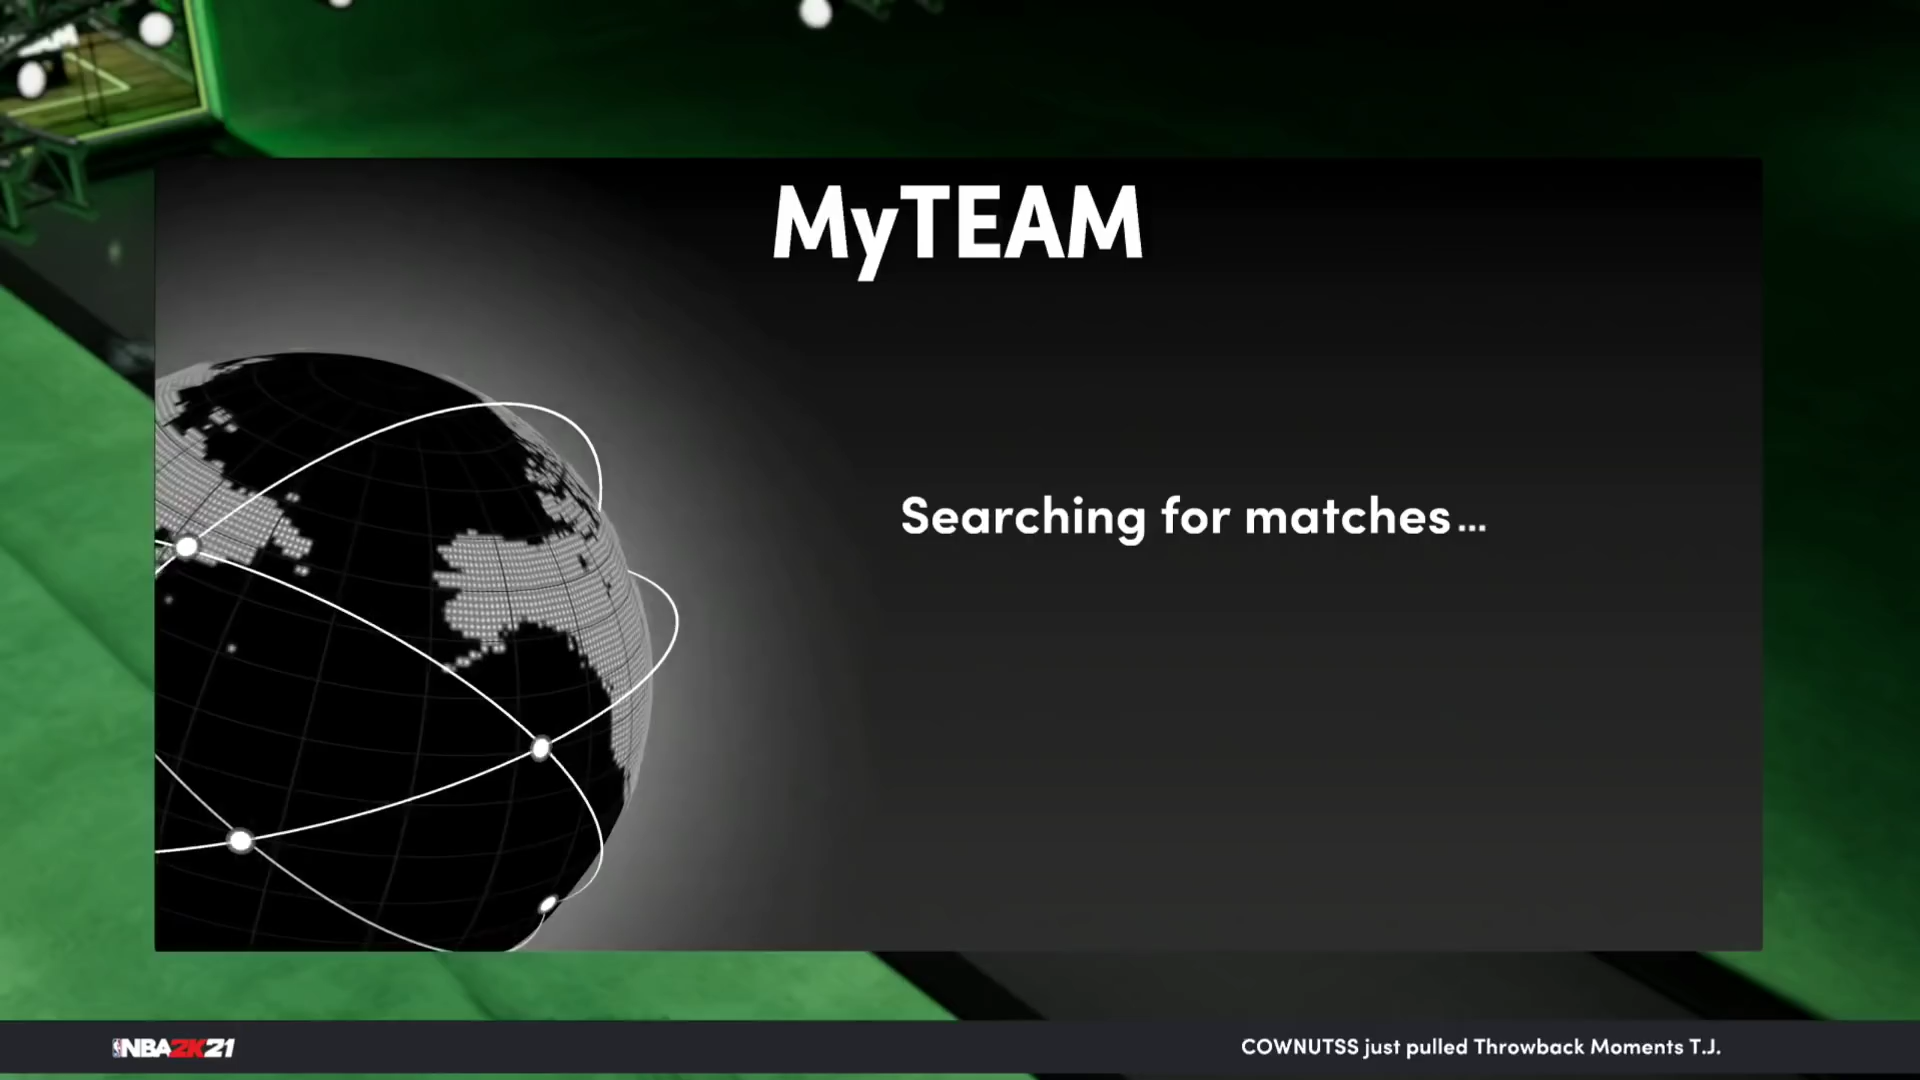 MyTEAM
Searching for matches...
NBA2K21
COWNUTSS just pulled Throwback Moments T.J.